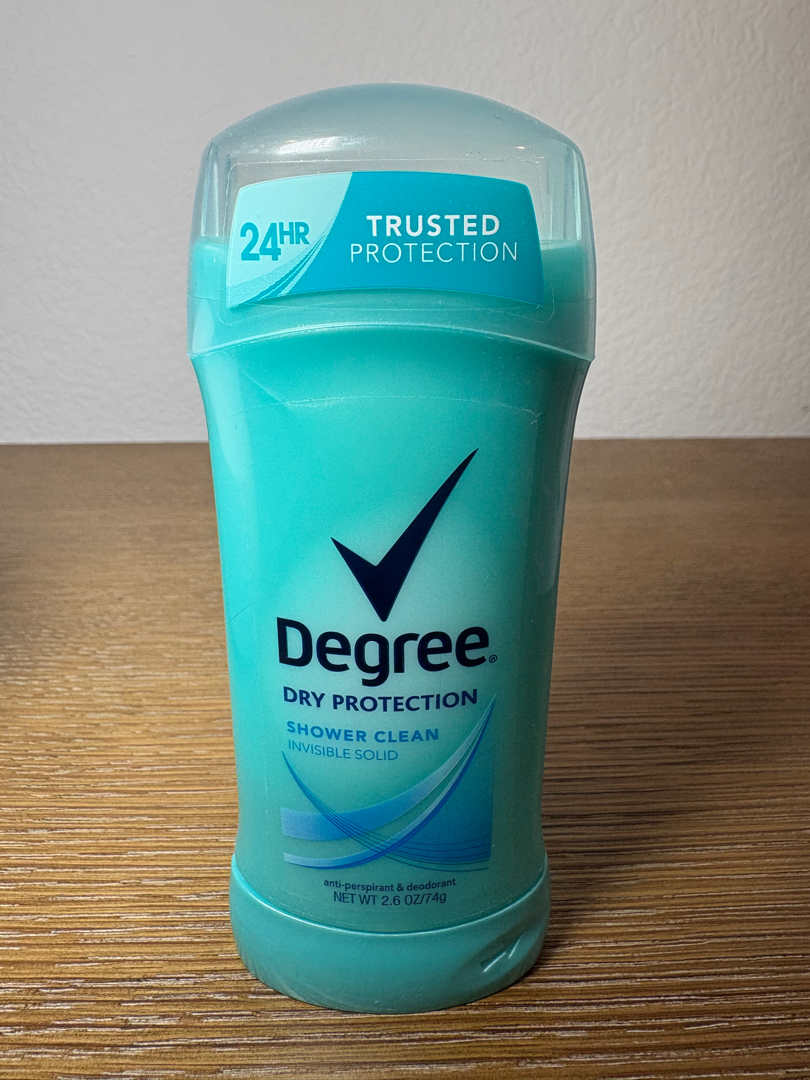 24HR
TRUSTED
PROTECTION
Degree®
DRY PROTECTION
SHOWER CLEAN
INVISIBLE SOLID
anti-perspirant & deodorant
NET WT 2.6 OZ/74g